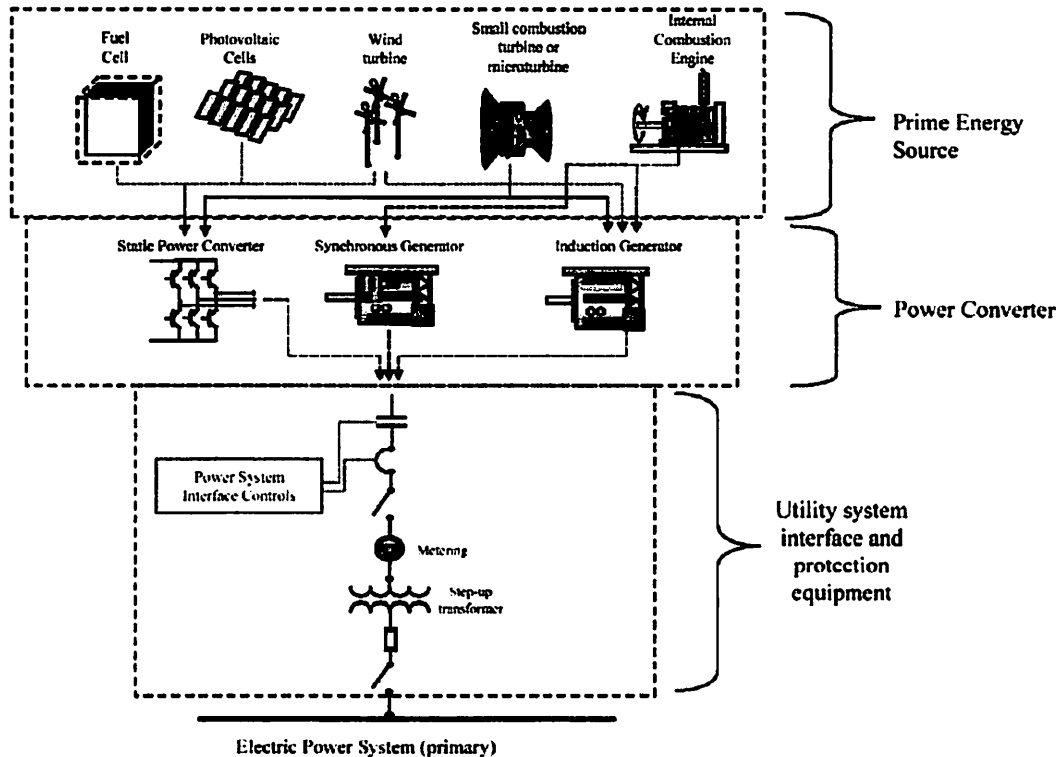 Fuel
Cell
Photovoltaic
Cells
Wind
turbine
Small combustion
turbine or
microturbine
Internal
Combustion
Engine
Prime Energy
Source
Static Power Converter
Synchronous Generator
Induction Generator
Power Converter
Power System
Interface Controls
Metering
Step-up
transformer
Utility system
interface and
protection
equipment
Electric Power System (primary)